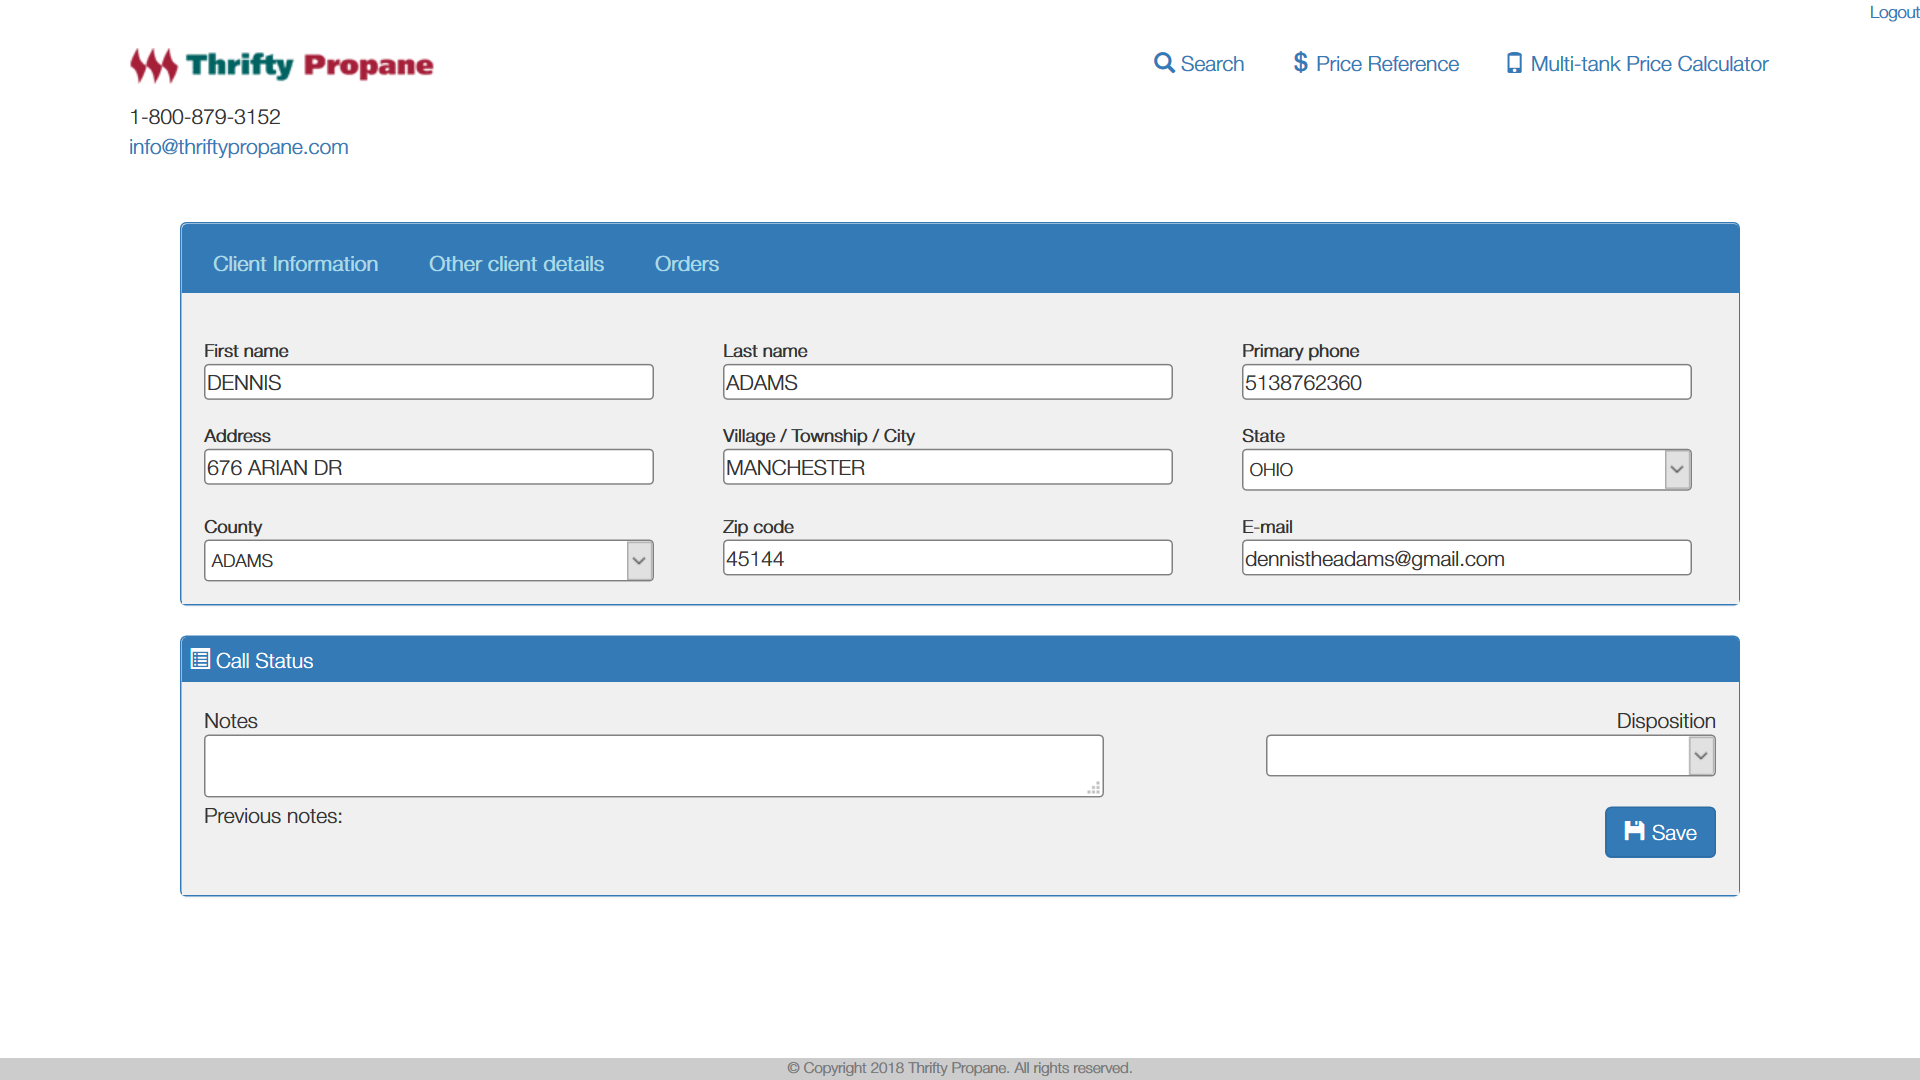 Logout
Thrifty Propane
Search
$ Price Reference
Multi-tank Price Calculator
1-800-879-3152
info@thriftypropane.com
Client Information
Other client details
Orders
First name
Last name
Primary phone
DENNIS
ADAMS
5138762360
Address
Village / Township / City
State
676 ARIAN DR
MANCHESTER
OHIO
County
Zip code
E-mail
ADAMS
45144
dennistheadams@gmail.com
Call Status
Notes
Disposition
Previous notes:
Save
© Copyright 2018 Thrifty Propane. All rights reserved.